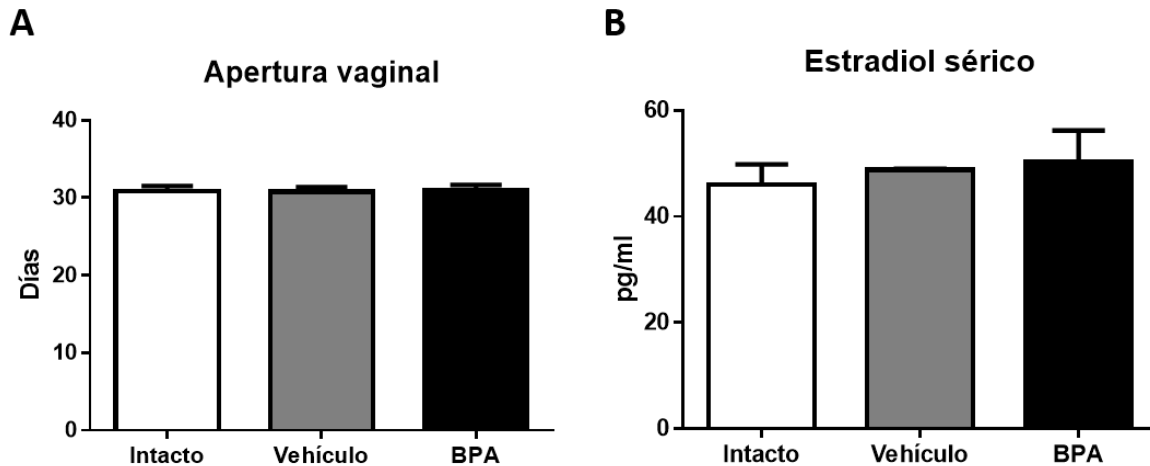 A
Apertura vaginal
Días
40
30
20
10
0
Intacto Vehículo BPA
B
Estradiol sérico
pg/ml
60
40
20
0
Intacto Vehículo BPA